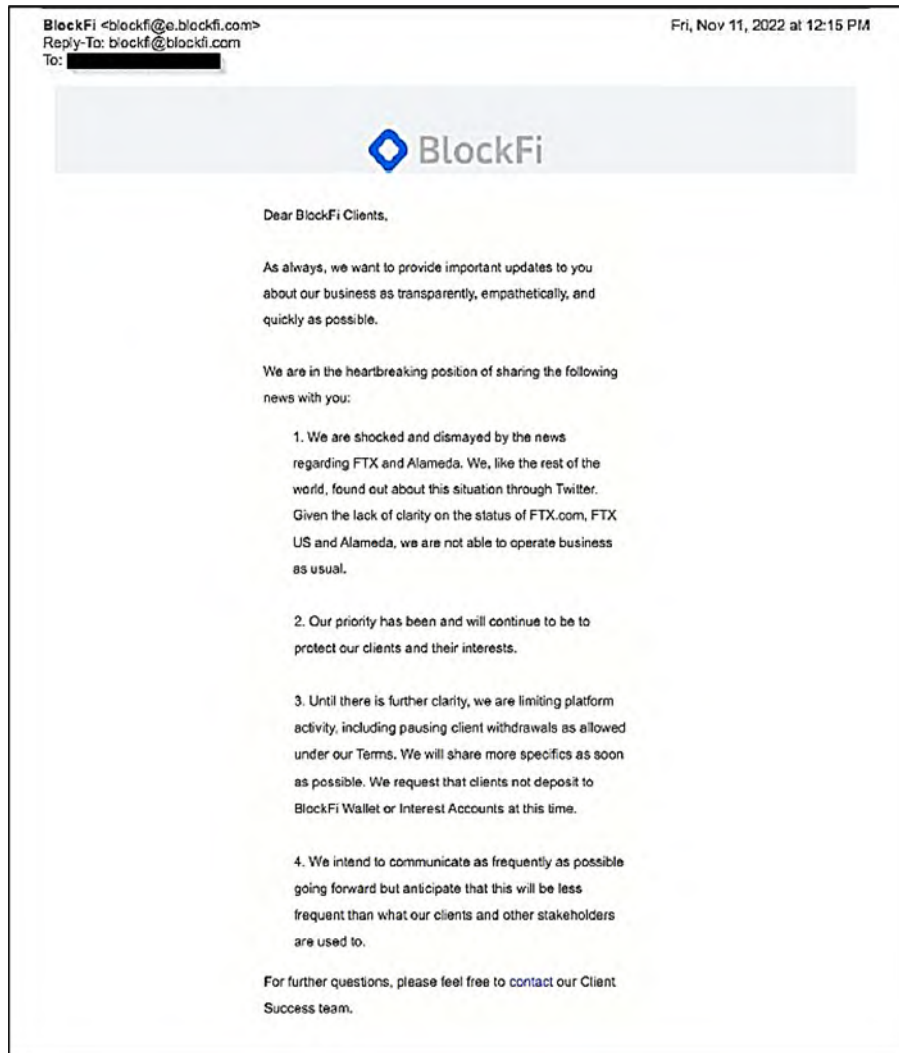 BlockFi <blockfi@e.blockfi.com>
Fri, Nov 11, 2022 at 12:15 PM
Reply-To: blockfi@blockfi.com
To:
BlockFi
Dear BlockFi Clients,
As always, we want to provide important updates to you
about our business as transparently, empathetically, and
quickly as possible.
We are in the heartbreaking position of sharing the following
news with you:
1. We are shocked and dismayed by the news
regarding FTX and Alameda. We, like the rest of the
world, found out about this situation through Twitter.
Given the lack of clarity on the status of FTX.com, FTX
US and Alameda, we are not able to operate business
as usual.
2. Our priority has been and will continue to be to
protect our clients and their interests.
3. Until there is further clarity, we are limiting platform
activity, including pausing client withdrawals as allowed
under our Terms. We will share more specifics as soon
as possible. We request that clients not deposit to
BlockFi Wallet or Interest Accounts at this time.
4. We intend to communicate as frequently as possible
going forward but anticipate that this will be less
frequent than what our clients and other stakeholders
are used to.
For further questions, please feel free to contact our Client
Success team.